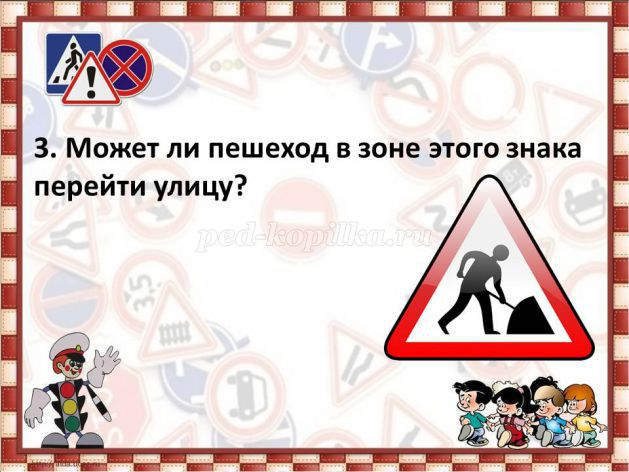 3. Может ли пешеход в зоне этого знака
перейти улицу?
ped-kopilka.ru